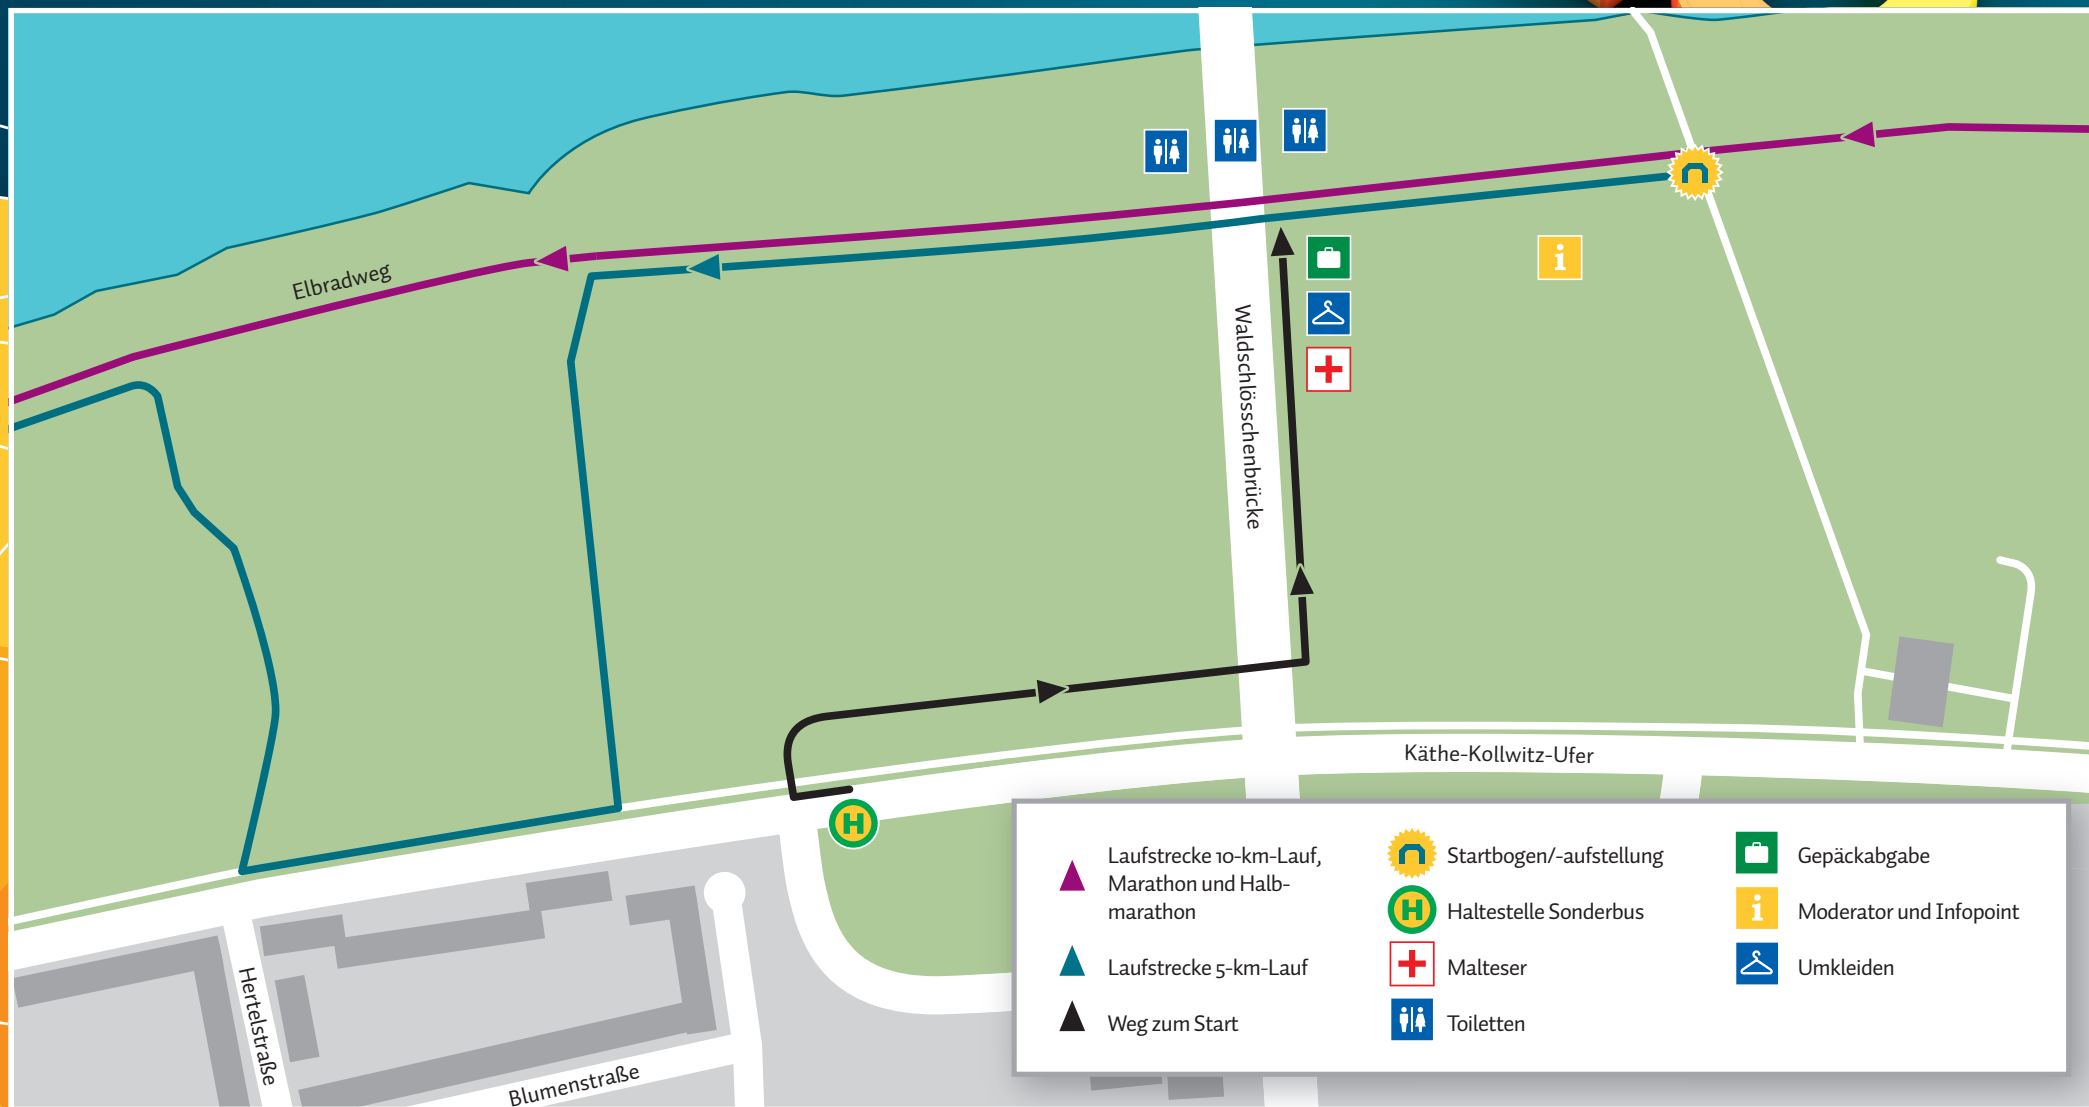 Elbradweg
Waldschlösschenbrücke
Käthe-Kollwitz-Ufer
H
Hertelstraße
Blumenstraße
i
Laufstrecke 10-km-Lauf,
Marathon und Halb-
marathon
Laufstrecke 5-km-Lauf
Weg zum Start
Startbogen/-aufstellung
H
Haltestelle Sonderbus
Malteser
Toiletten
Gepäckabgabe
i
Moderator und Infopoint
Umkleiden